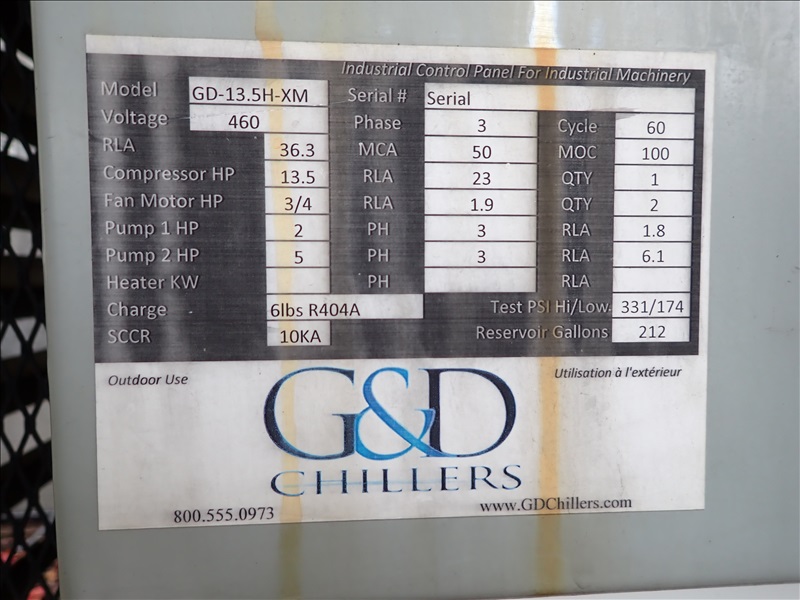 Industrial Control Panel For Industrial Machinery
Model GD-13.5H-XM Serial # Serial
Voltage 460 Phase 3 Cycle 60
RLA 36.3 MCA 50 MOC 100
Compressor HP 13.5 RLA 23 QTY 1
Fan Motor HP 3/4 RLA 1.9 QTY 2
Pump 1 HP 2 PH 3 RLA 1.8
Pump 2 HP 5 PH 3 RLA 6.1
Heater KW PH RLA
Charge 6lbs R404A Test PSI Hi/Low 331/174
SCCR 10KA Reservoir Gallons 212
Outdoor Use Utilisation à l'extérieur
G&D
CHILLERS
800.555.0973 www.GDChillers.com